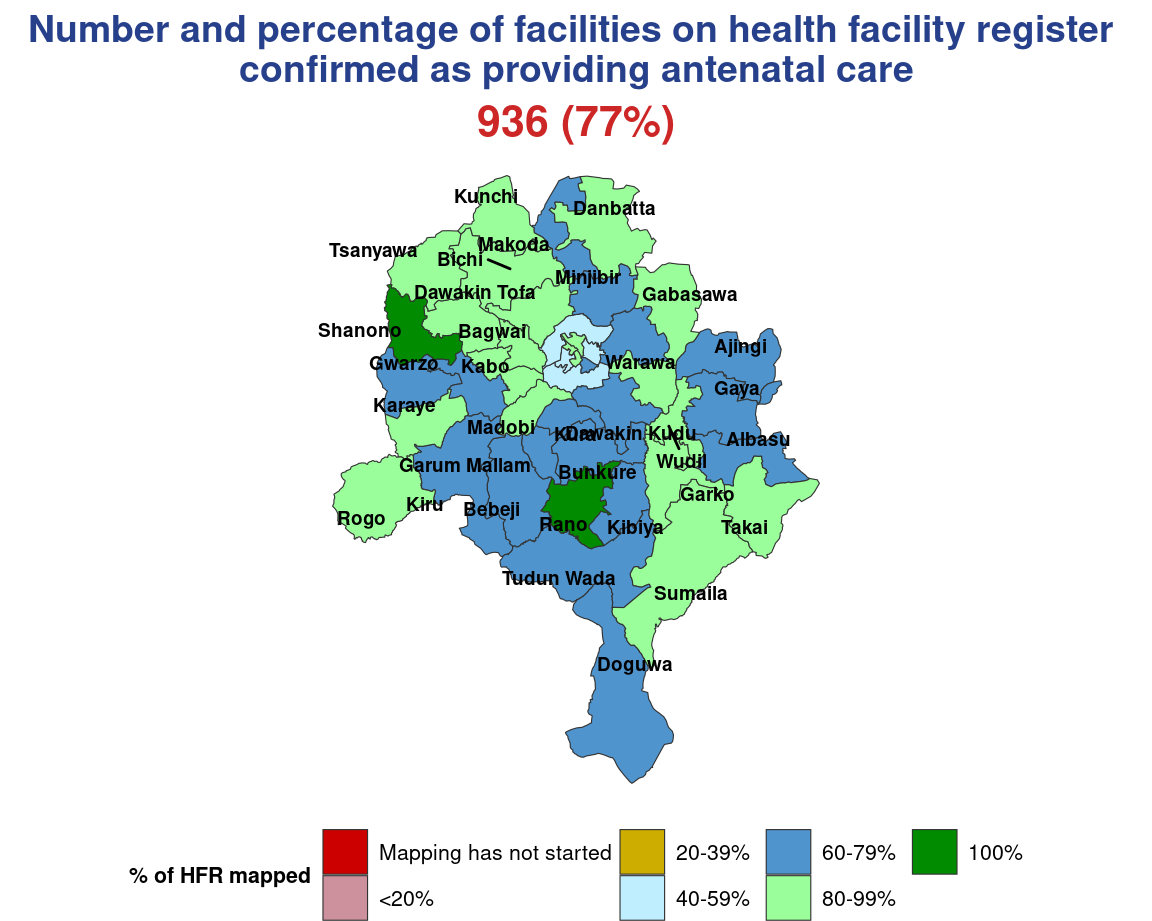 Number and percentage of facilities on health facility register
confirmed as providing antenatal care
936 (77%)
Kunchi
Danbatta
Makoda
Tsanyawa
Bichi
Minjibir
Dawakin Tofa
Gabasawa
Shanono
Bagwai
Ajingi
Gwarzo
Kabo
Warawa
Gaya
Karaye
Madobi
Kura
Dawakin Kudu
Albasu
Garum Mallam
Wudil
Bunkure
Garko
Kiru
Bebeji
Rogo
Rano
Kibiya
Takai
Tudun Wada
Sumaila
Doguwa
% of HFR mapped
Mapping has not started
<20%
20-39%
40-59%
60-79%
80-99%
100%